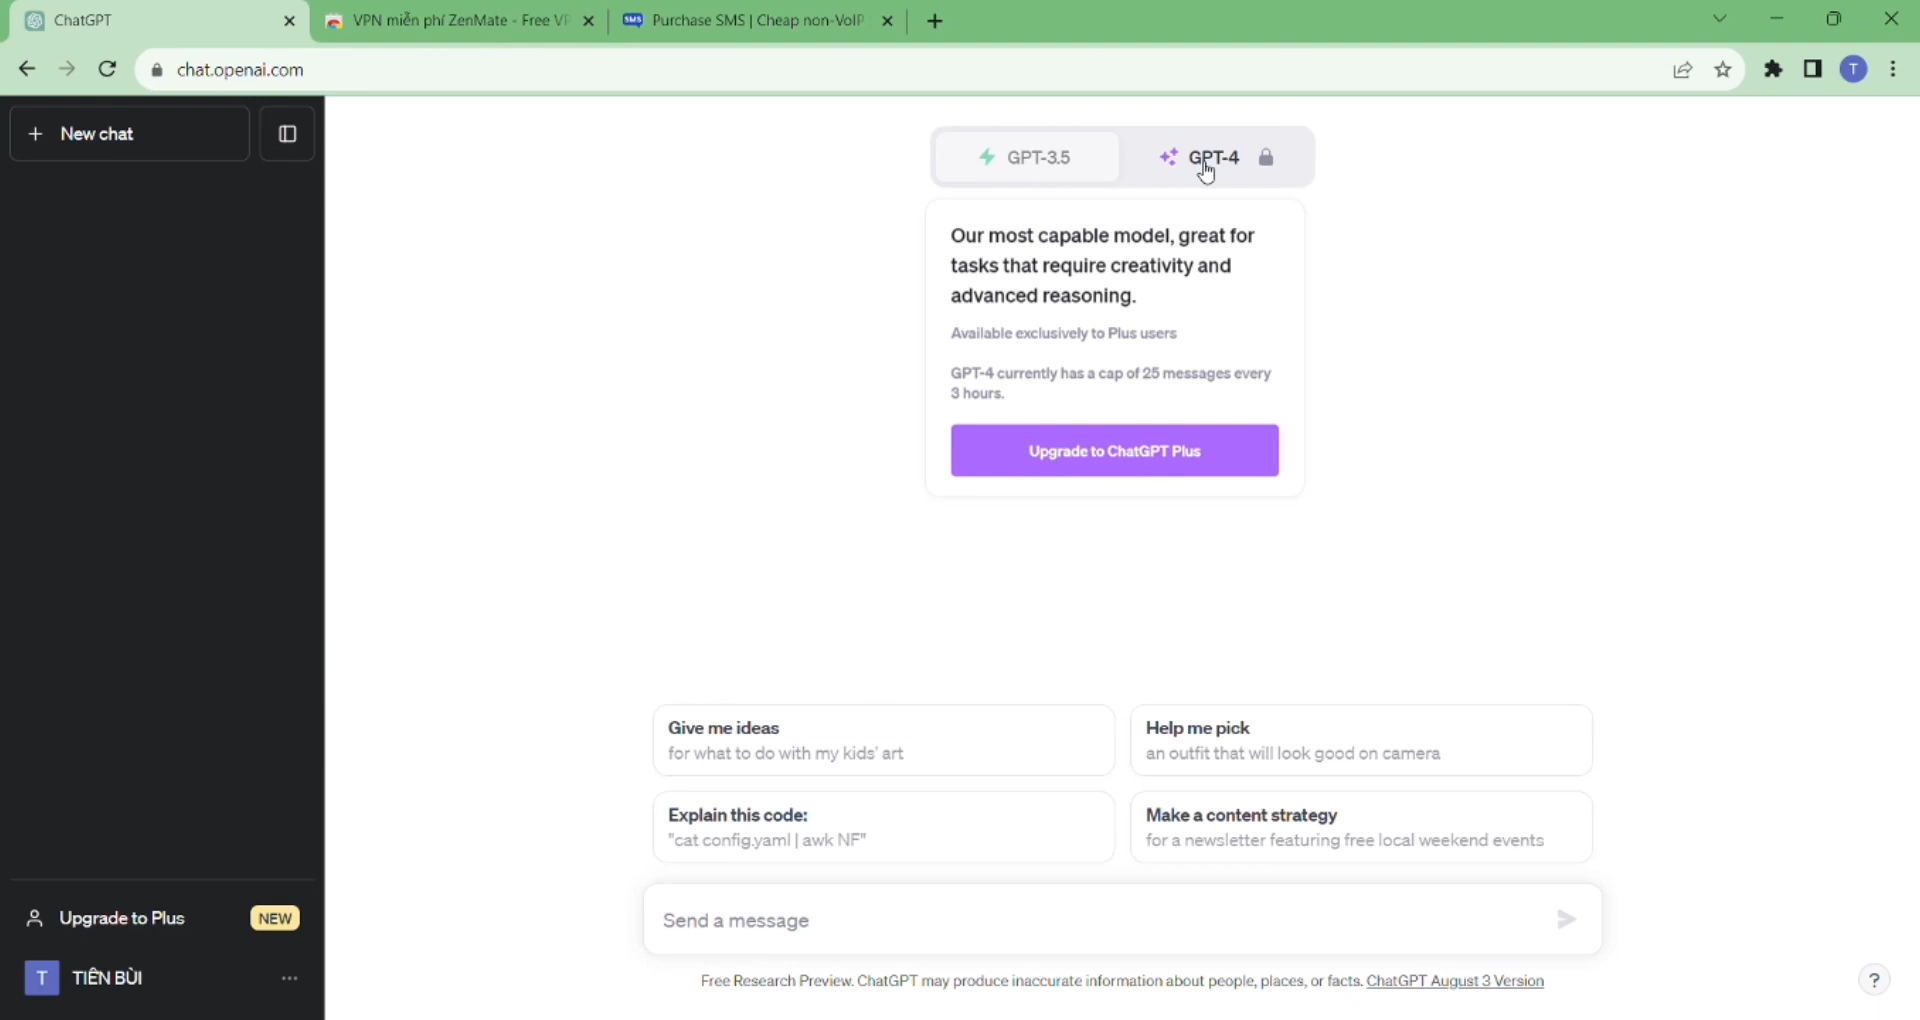 ChatGPT
VPN miễn phí ZenMate - Free VP
SMS
Purchase SMS | Cheap non-VoIP
chat.openai.com
T
New chat
GPT-3.5
GPT-4
Our most capable model, great for
tasks that require creativity and
advanced reasoning.
Available exclusively to Plus users
GPT-4 currently has a cap of 25 messages every
3 hours.
Upgrade to ChatGPT Plus
Give me ideas
for what to do with my kids' art
Help me pick
an outfit that will look good on camera
Explain this code:
"cat config.yaml | awk NF"
Make a content strategy
for a newsletter featuring free local weekend events
Upgrade to Plus
NEW
Send a message
T
TIÊN BÙI
Free Research Preview. ChatGPT may produce inaccurate information about people, places, or facts. ChatGPT August 3 Version
?